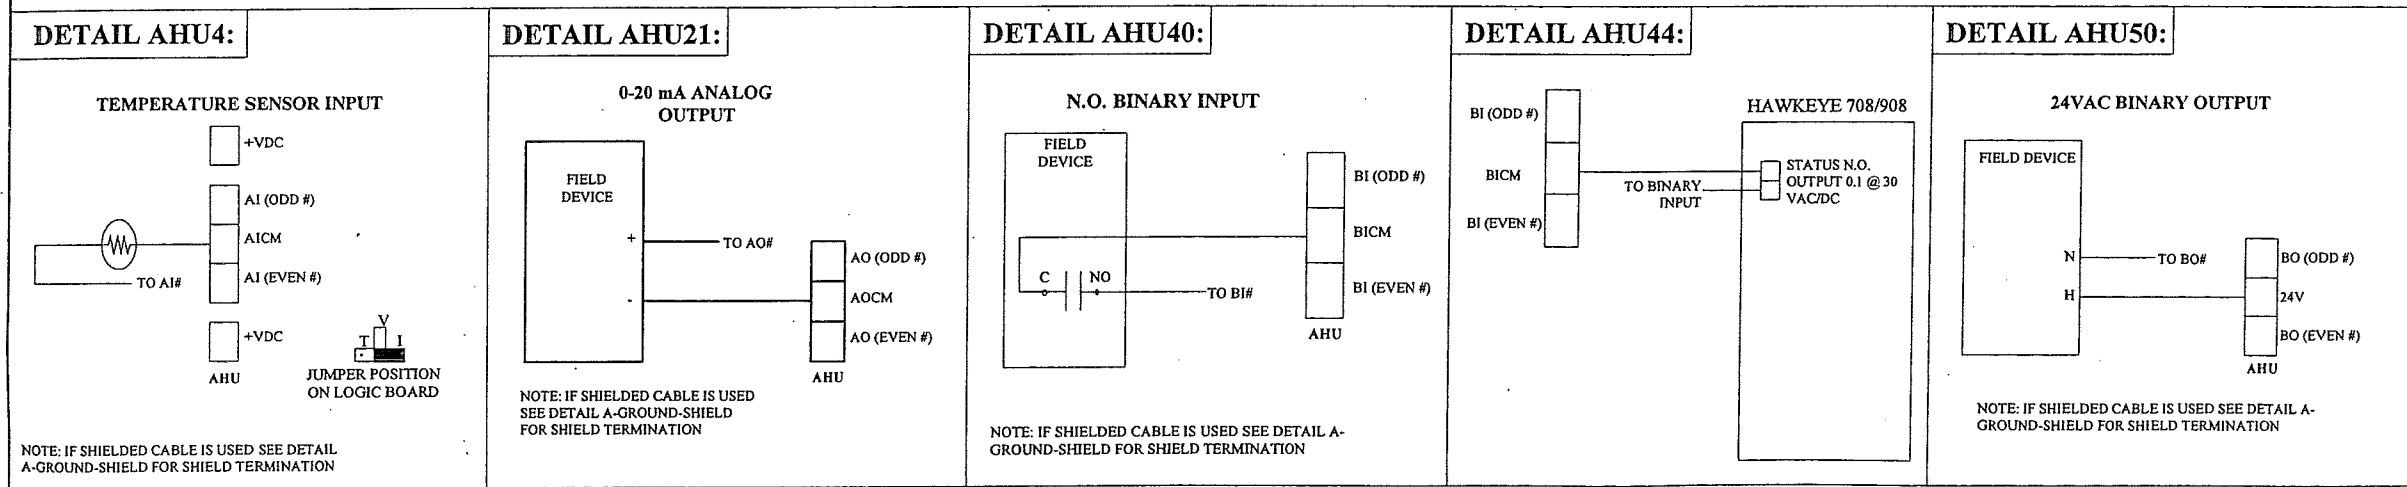 DETAIL AHU4:
TEMPERATURE SENSOR INPUT
+VDC
AI (ODD #)
AICM
AI (EVEN #)
TO AI#
+VDC
AHU
V
T I
JUMPER POSITION
ON LOGIC BOARD
NOTE: IF SHIELDED CABLE IS USED SEE DETAIL
A-GROUND-SHIELD FOR SHIELD TERMINATION
DETAIL AHU21:
0-20 mA ANALOG
OUTPUT
FIELD
DEVICE
+
TO AO#
-
AO (ODD #)
AOCM
AO (EVEN #)
AHU
NOTE: IF SHIELDED CABLE IS USED
SEE DETAIL A-GROUND-SHIELD
FOR SHIELD TERMINATION
DETAIL AHU40:
N.O. BINARY INPUT
FIELD
DEVICE
BI (ODD #)
BICM
BI (EVEN #)
C NO
TO BI#
AHU
NOTE: IF SHIELDED CABLE IS USED SEE DETAIL A-
GROUND-SHIELD FOR SHIELD TERMINATION
DETAIL AHU44:
BI (ODD #)
BICM
BI (EVEN #)
TO BINARY
INPUT
HAWKEYE 708/908
STATUS N.O.
OUTPUT 0.1 @ 30
VAC/DC
DETAIL AHU50:
24VAC BINARY OUTPUT
FIELD DEVICE
N
TO BO#
H
BO (ODD #)
24V
BO (EVEN #)
AHU
NOTE: IF SHIELDED CABLE IS USED SEE DETAIL A-
GROUND-SHIELD FOR SHIELD TERMINATION